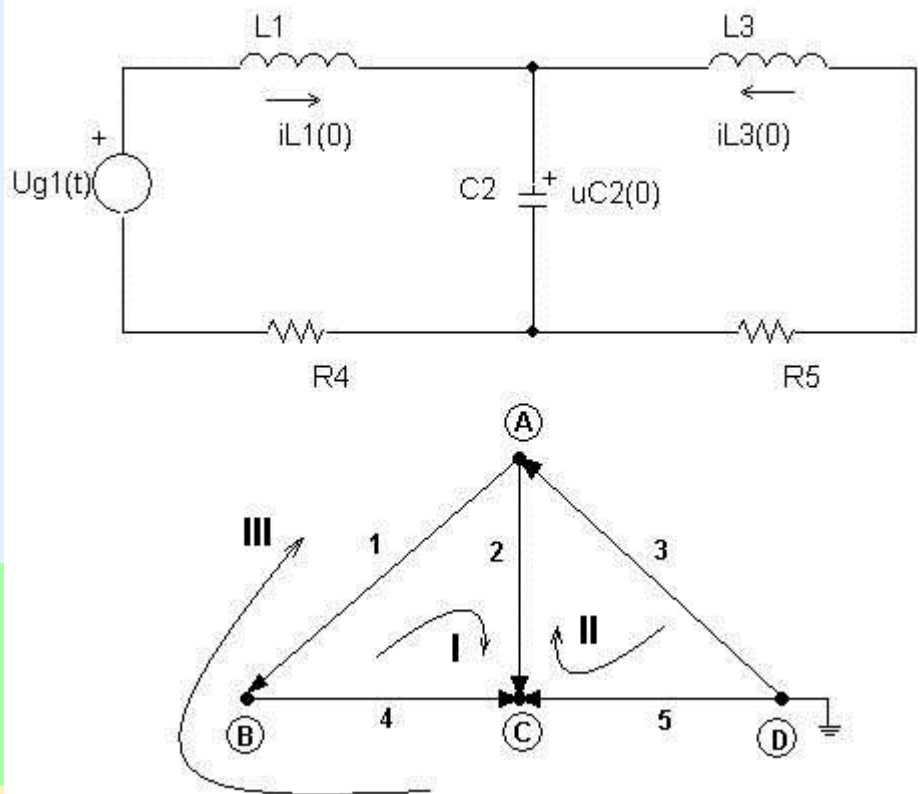 L1
L3
iL1(0)
iL3(0)
+
Ug1(t)
C2
+
uC2(0)
R4
R5
A
III
1
2
3
I
II
B
4
C
5
D